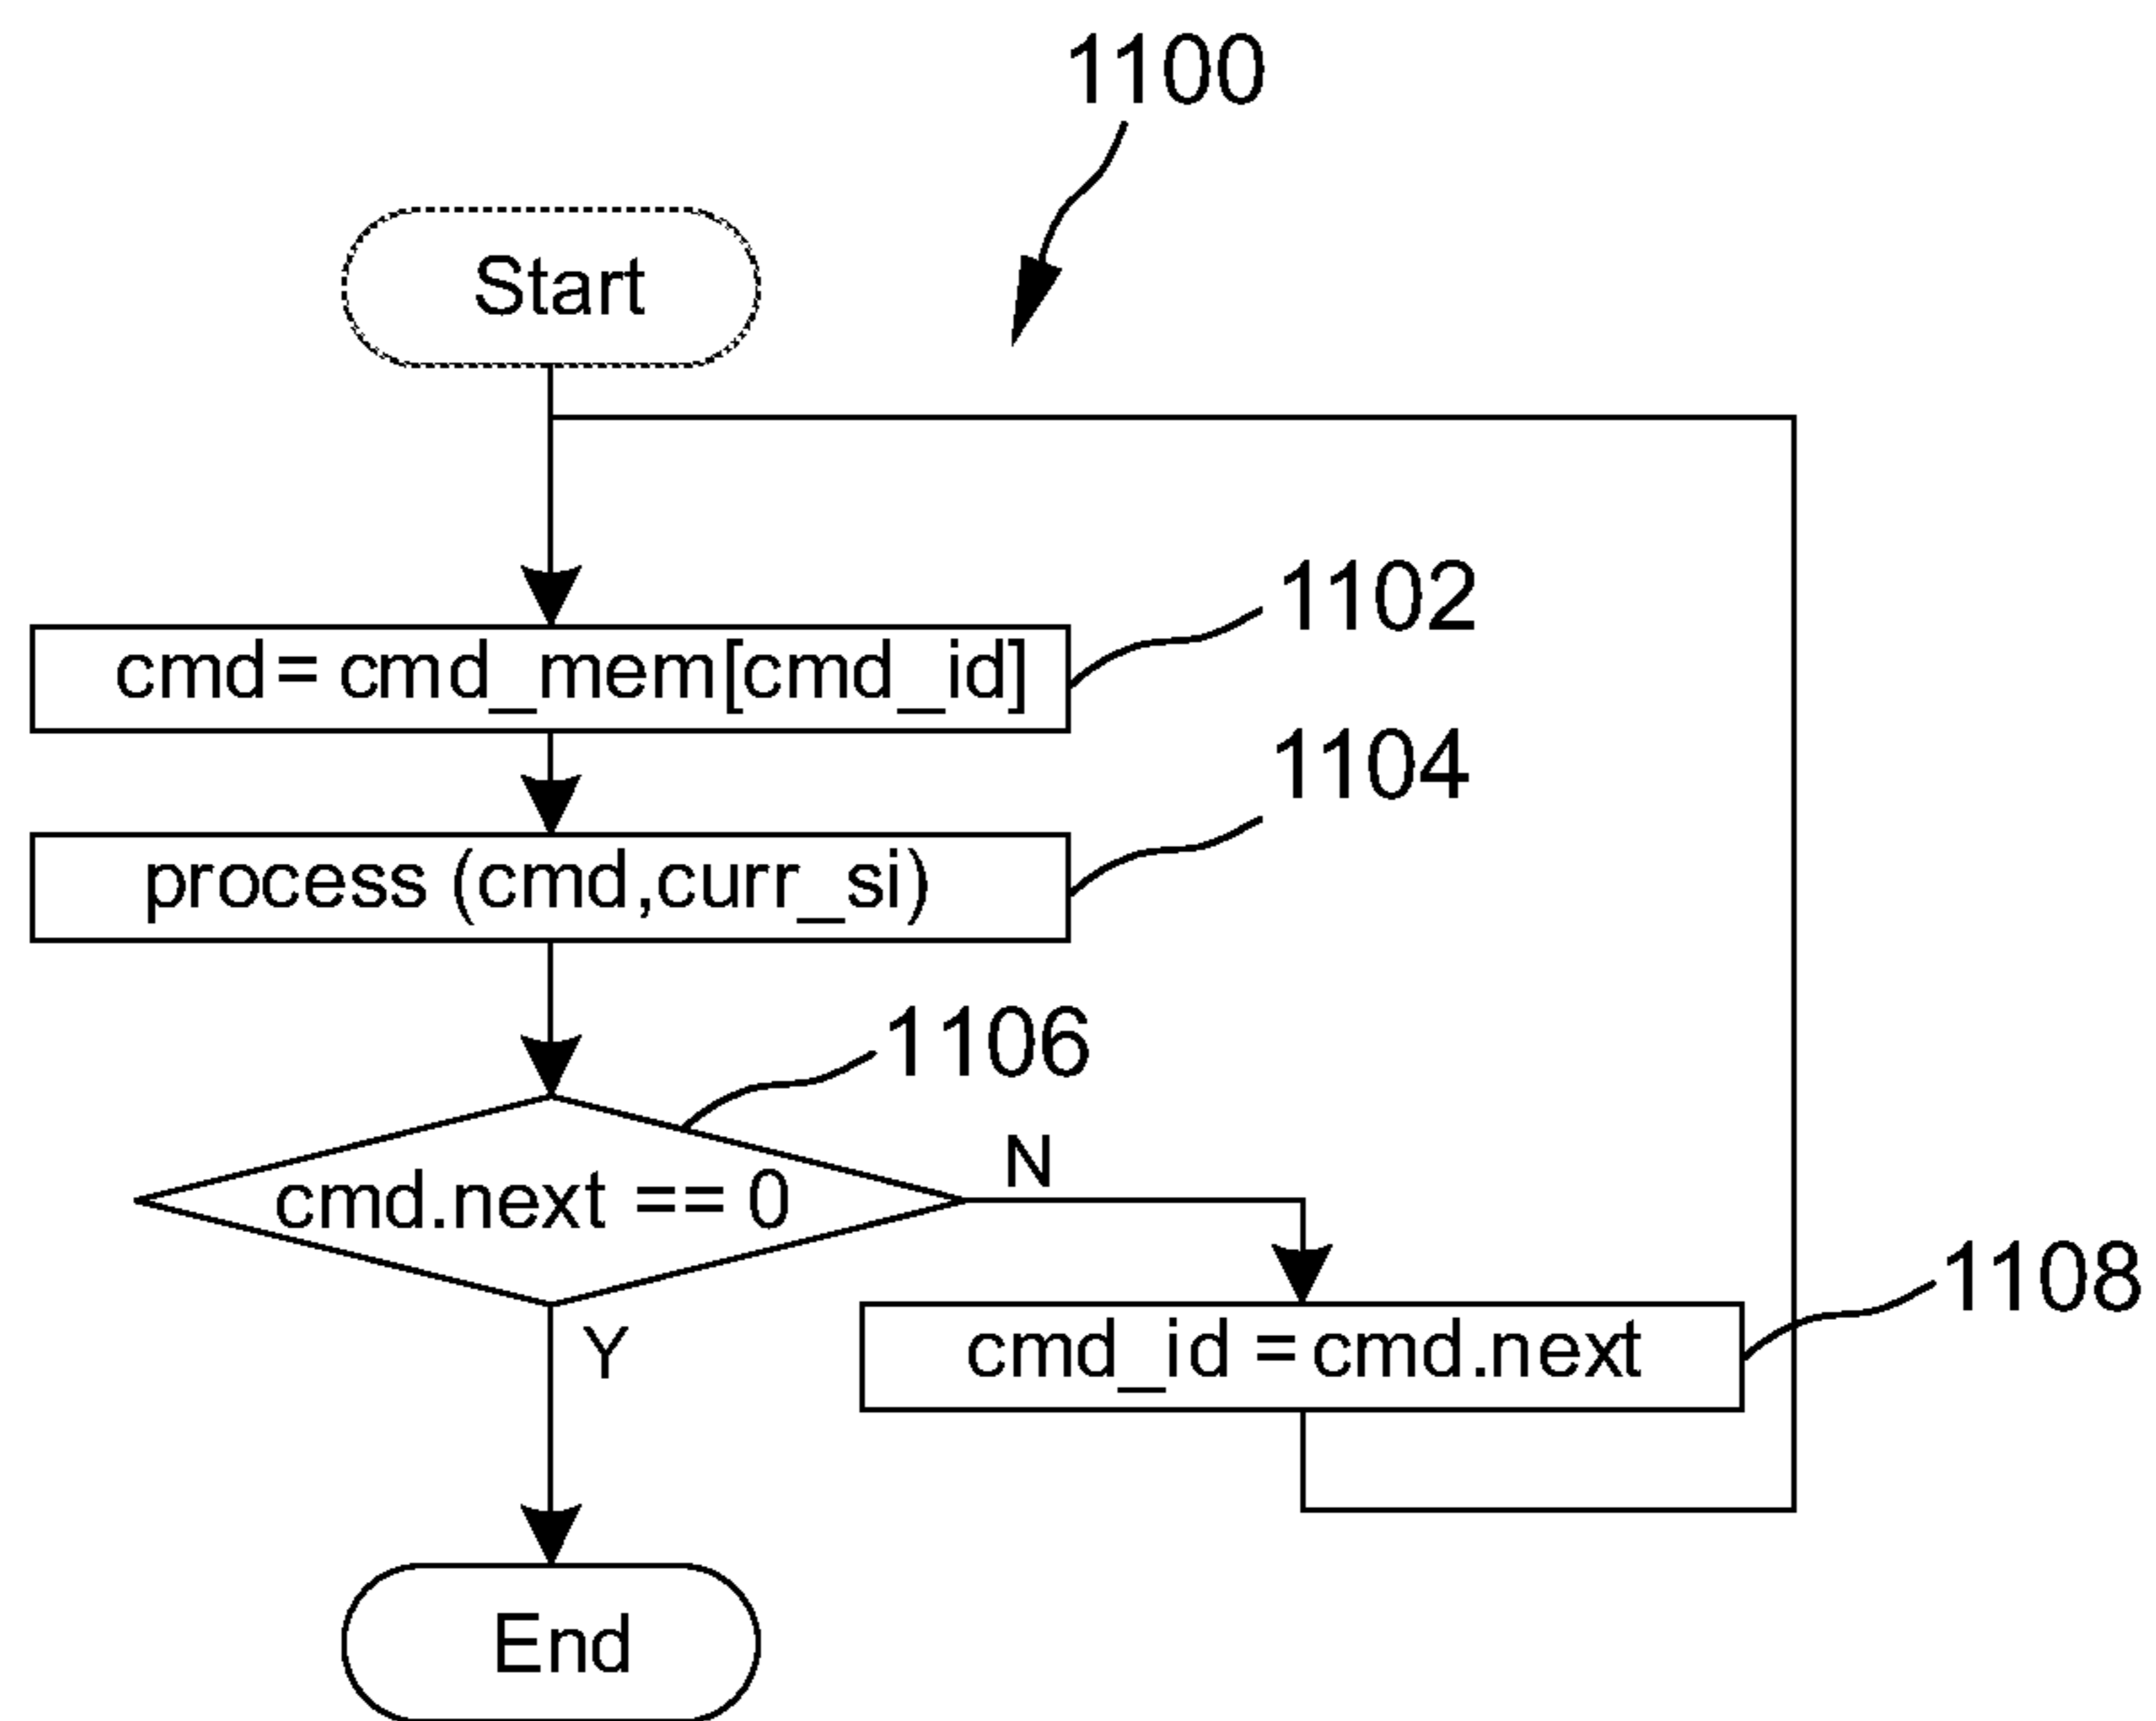 1100
Start
cmd= cmd_mem[cmd_id]
1102
process (cmd,curr_si)
1104
1106
cmd.next == 0
N
Y
cmd_id =cmd.next
1108
End